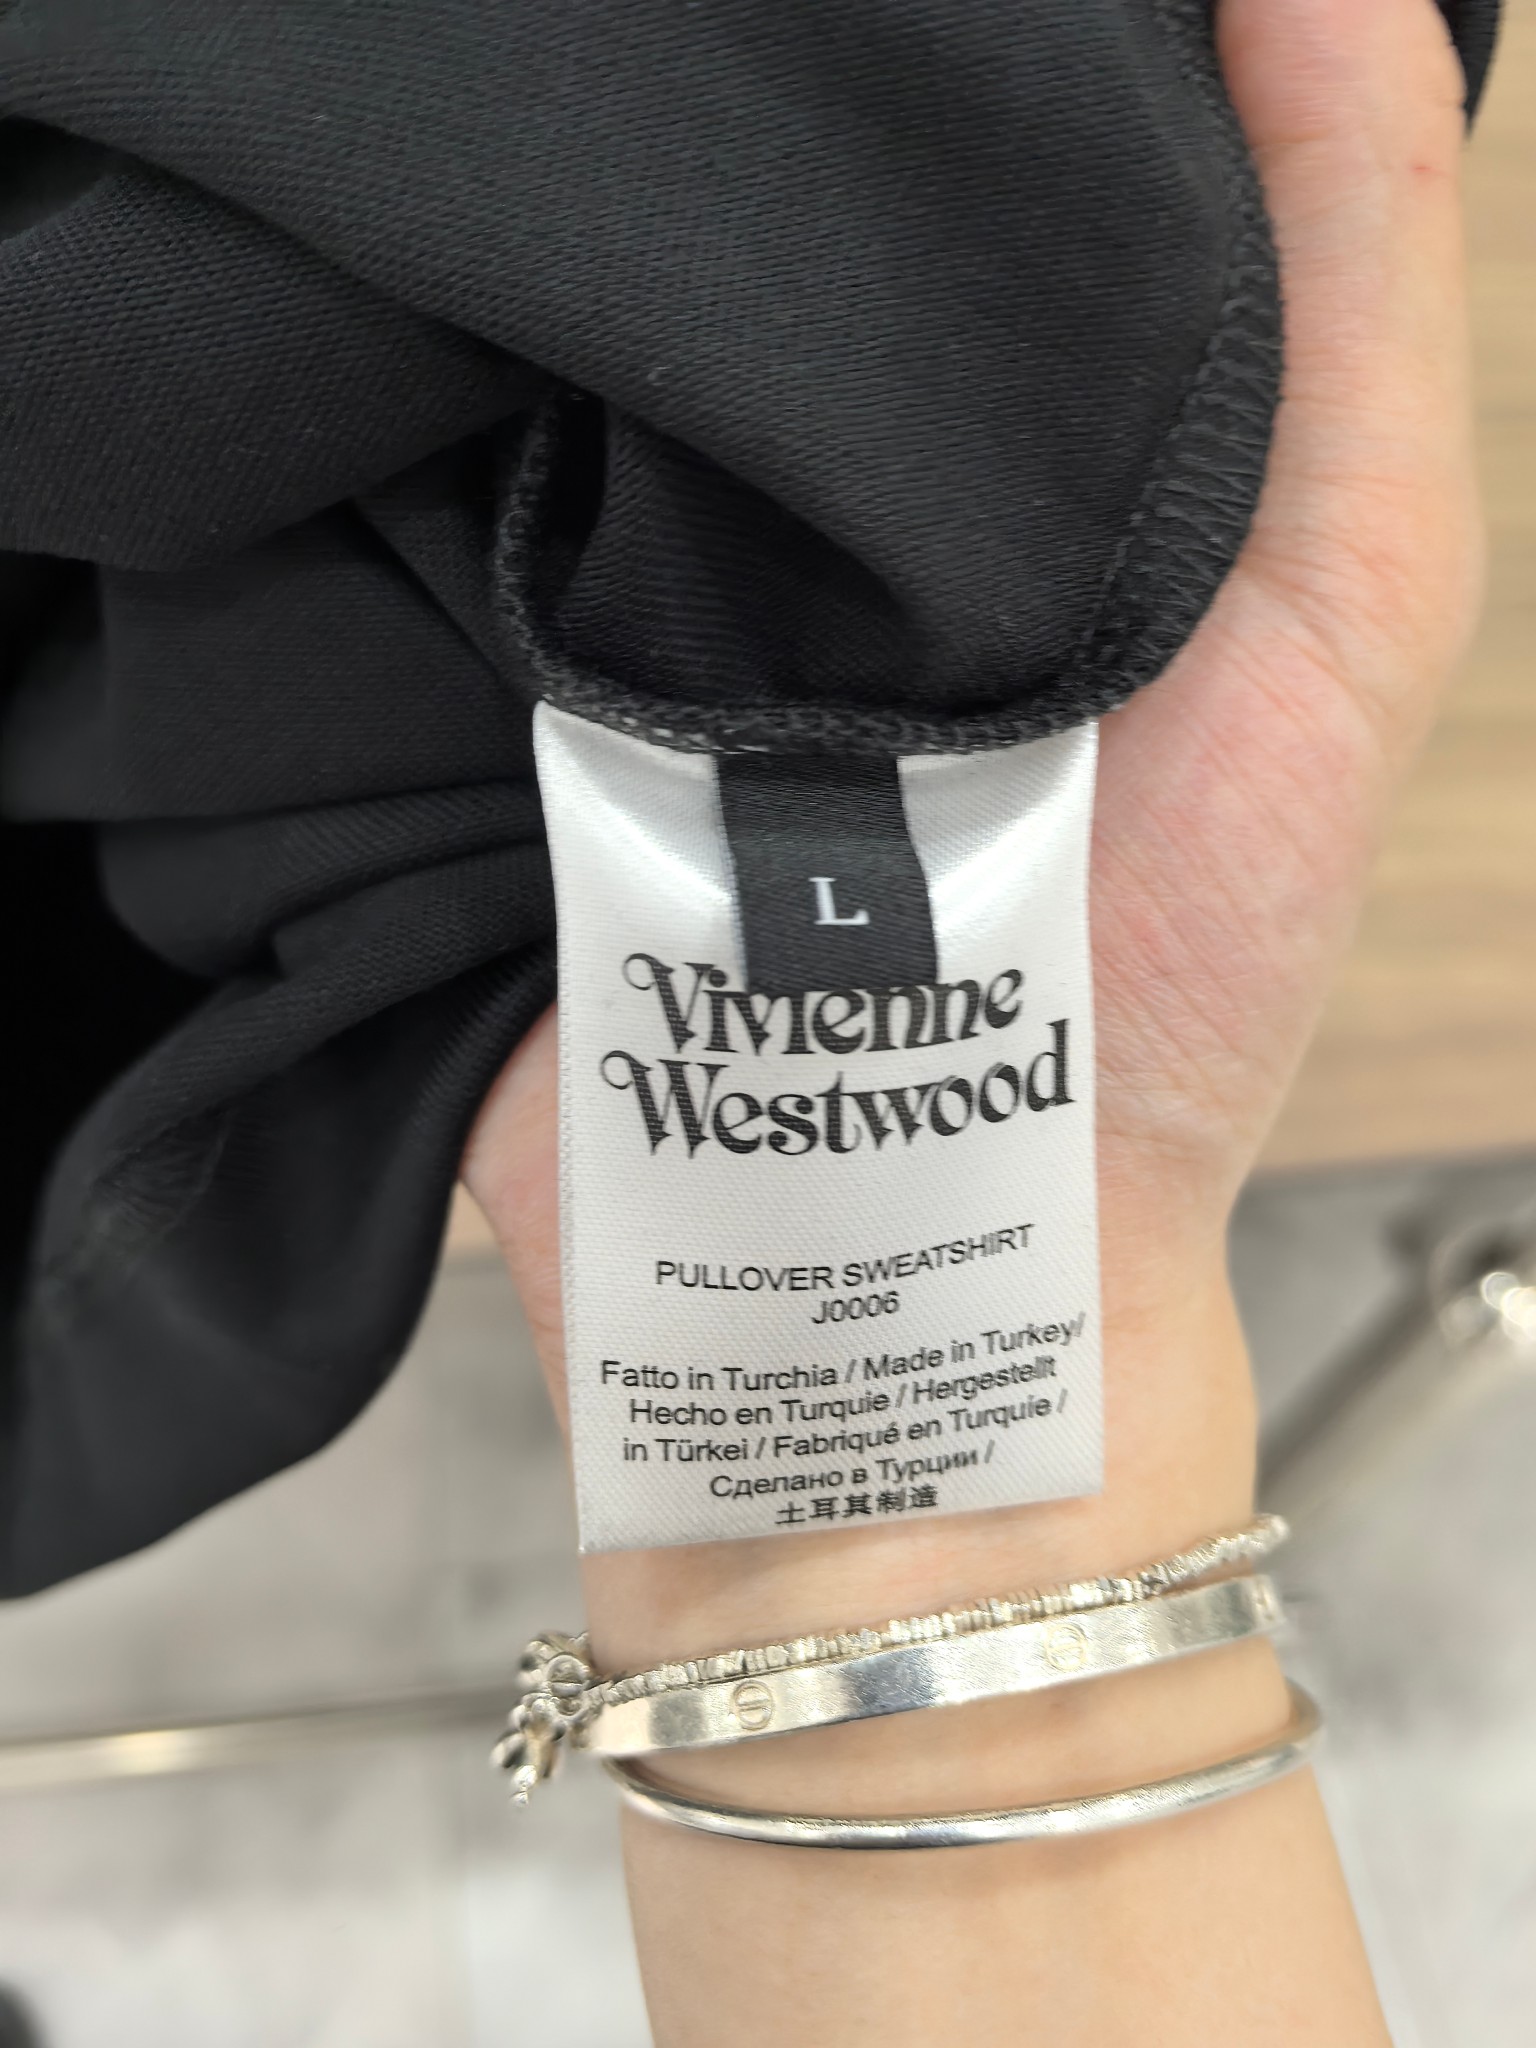 L
Vivienne
Westwood
PULLOVER SWEATSHIRT
J0006
Fatto in Turchia / Made in Turkey/
Hecho en Turquie / Hergestellt
in Türkei / Fabriqué en Turquie /
Сделано в Турции /
土耳其制造